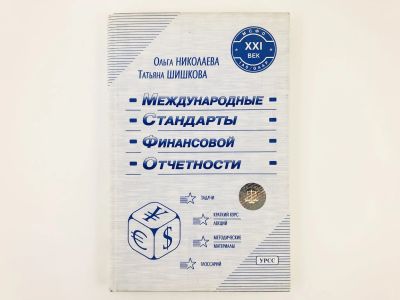 Ольга НИКОЛАЕВА
Татьяна ШИШКОВА
XXI
ВЕК
МЕЖДУНАРОДНЫЕ
СТАНДАРТЫ
ФИНАНСОВОЙ
ОТЧЕТНОСТИ
ЗАДАЧИ
КРАТКИЙ КУРС
ЛЕКЦИЙ
МЕТОДИЧЕСКИЕ
МАТЕРИАЛЫ
ГЛОССАРИЙ
¥
€
$
УРСС